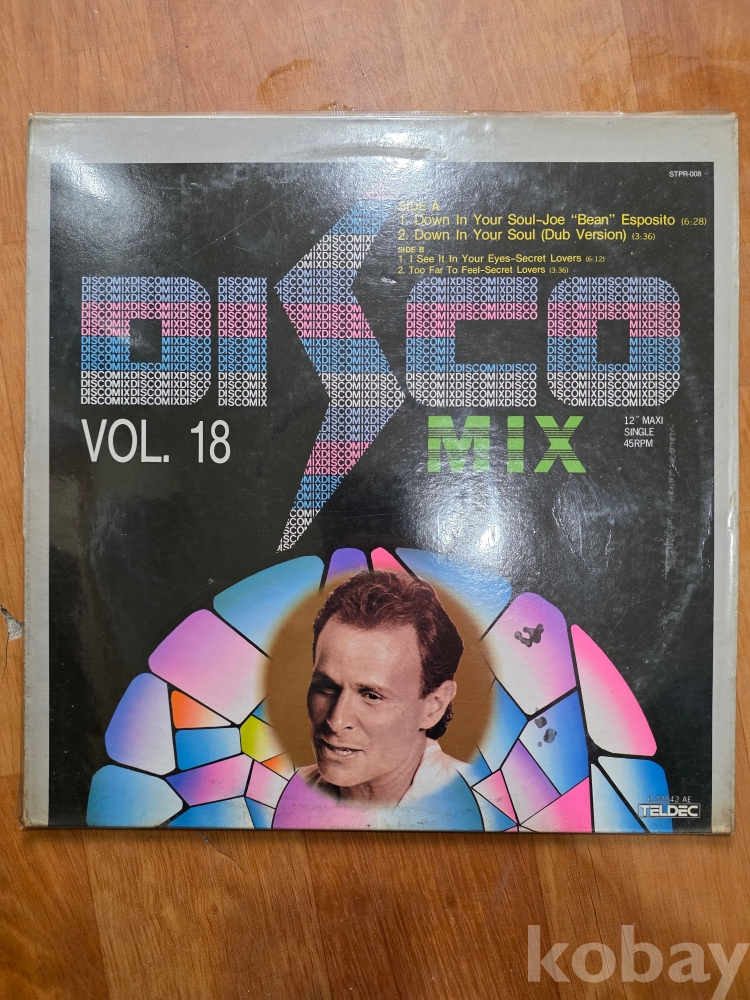 STPR-008
SIDE A
1. Down In Your Soul-Joe "Bean" Esposito (6:28)
2. Down In Your Soul (Dub Version) (3:36)
SIDE B
1. I See It In Your Eyes-Secret Lovers (6:12)
2. Too Far To Feel-Secret Lovers (3:36)
DISCO
MIX
VOL. 18
12" MAXI
SINGLE
45RPM
TELDEC
kobay